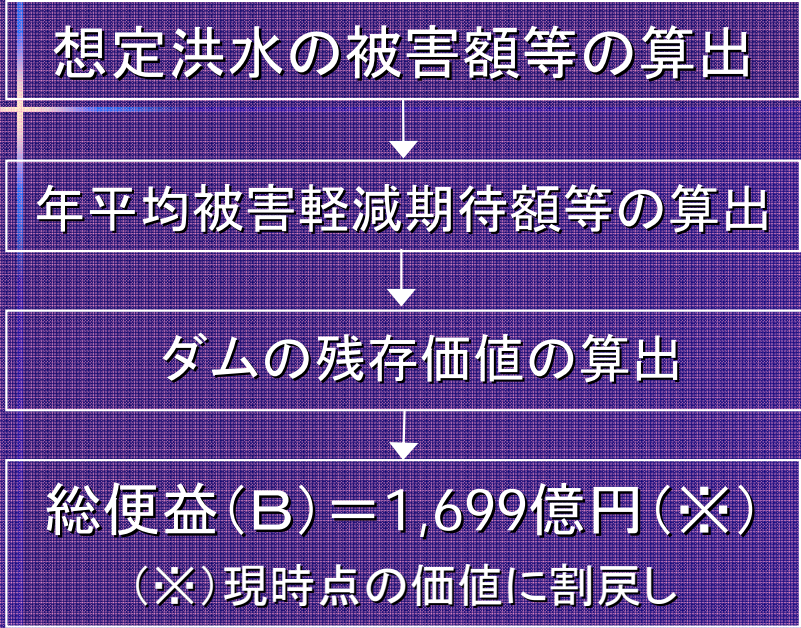 想定洪水の被害額等の算出
年平均被害軽減期待額等の算出
ダムの残存価値の算出
総便益（Ｂ）＝1,699億円（※）
（※）現時点の価値に割戻し